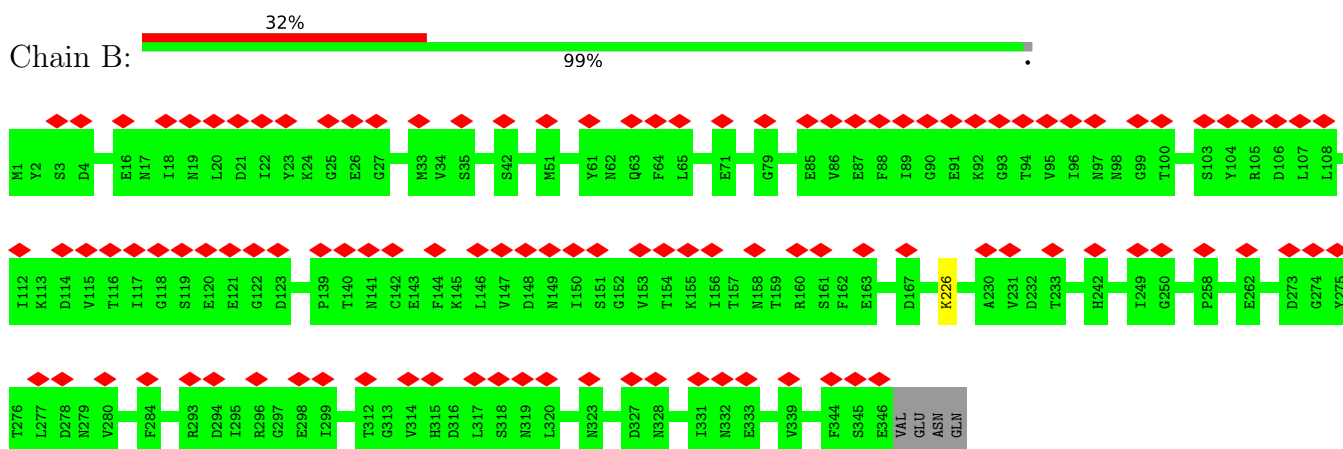 32%
Chain B:
99%
.
M1 Y2 S3 D4 E16 N17 I18 N19 L20 D21 I22 Y23 K24 G25 E26 G27 M33 V34 S35 S42 M51 Y61 N62 Q63 F64 L65 E71 G79 E85 V86 E87 F88 I89 G90 E91 K92 G93 T94 V95 I96 N97 N98 G99 T100 S103 Y104 R105 D106 L107 L108
I112 K113 D114 V115 T116 I117 G118 S119 E120 E121 G122 D123 P139 T140 N141 C142 E143 F144 K145 L146 V147 D148 N149 I150 S151 G152 V153 T154 K155 I156 T157 N158 T159 R160 S161 F162 E163 D167 K226 A230 V231 D232 T233 H242 I249 G250 P258 E262 D273 G274 Y275
T276 L277 D278 N279 V280 F284 R293 D294 I295 R296 G297 E298 I299 T312 G313 V314 H315 D316 L317 S318 N319 L320 N323 D327 N328 I331 N332 E333 V339 F344 S345 E346 VAL GLU ASN GLN